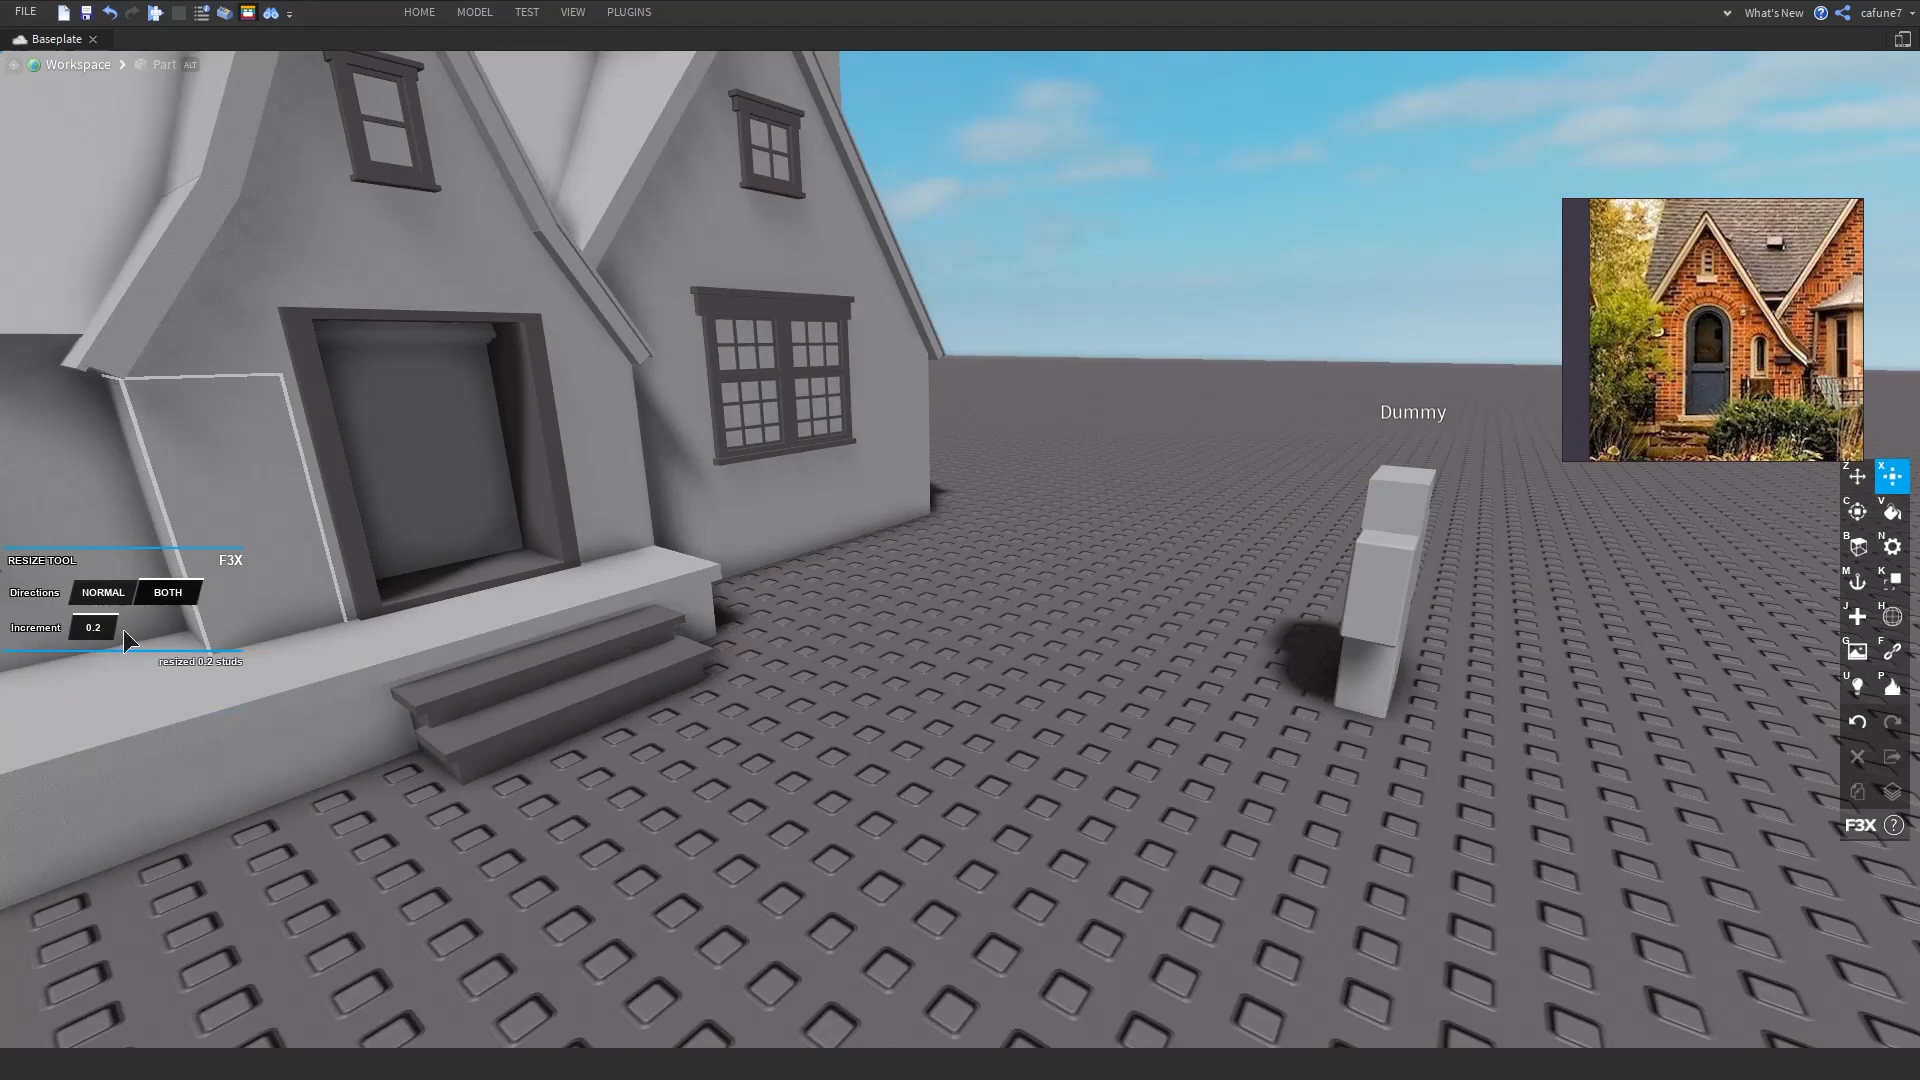 FILE
HOME MODEL TEST VIEW PLUGINS
What's New
cafune7
Baseplate
Workspace
Part ALT
Dummy
RESIZE TOOL F3X
Directions NORMAL BOTH
Increment 0.2
resized 0.2 studs
Z X
C V
B N
M K
J H
G F
U P
F3X ?